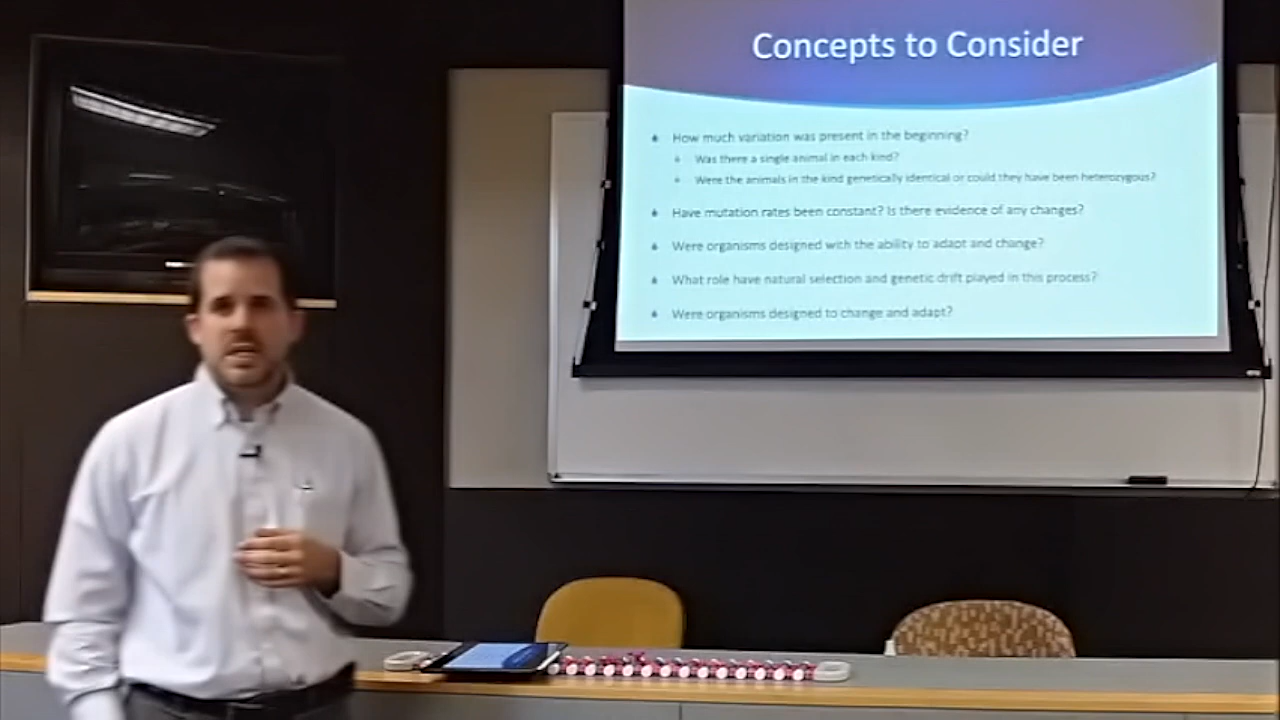 Concepts to Consider
How much variation was present in the beginning?
Was there a single animal in each kind?
Were the animals in the kind genetically identical or could they have been heterozygous?
Have mutation rates been constant? Is there evidence of any changes?
Were organisms designed with the ability to adapt and change?
What role have natural selection and genetic drift played in this process?
Were organisms designed to change and adapt?